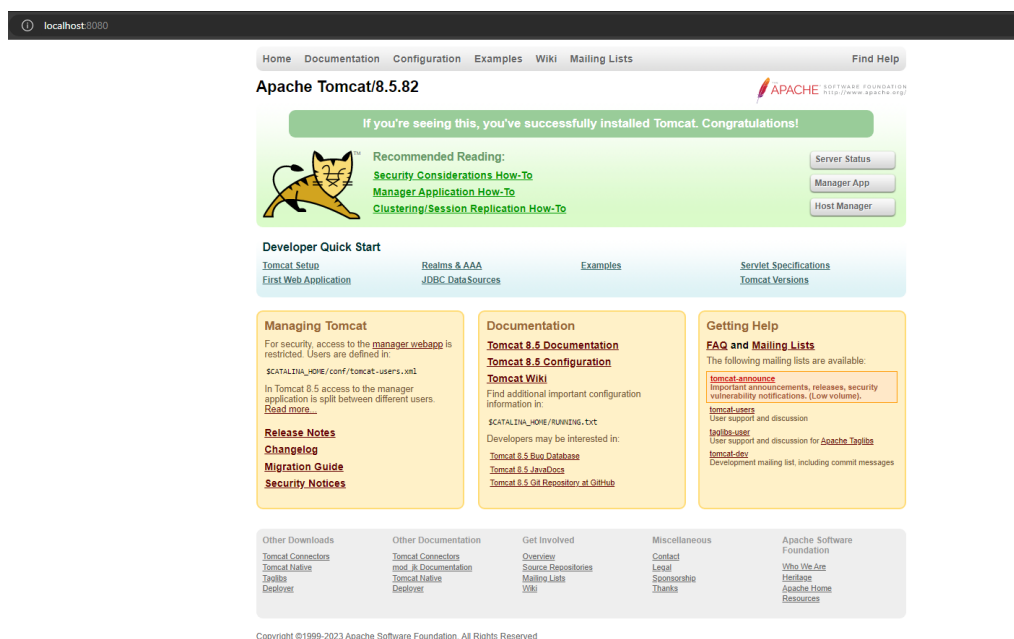 localhost:8080
Home Documentation Configuration Examples Wiki Mailing Lists Find Help
Apache Tomcat/8.5.82
THE
APACHE SOFTWARE FOUNDATION
http://www.apache.org/
If you're seeing this, you've successfully installed Tomcat. Congratulations!
TM
Recommended Reading:
Security Considerations How-To
Manager Application How-To
Clustering/Session Replication How-To
Server Status
Manager App
Host Manager
Developer Quick Start
Tomcat Setup
First Web Application
Realms & AAA
JDBC DataSources
Examples
Servlet Specifications
Tomcat Versions
Managing Tomcat
For security, access to the manager webapp is
restricted. Users are defined in:
$CATALINA_HOME/conf/tomcat-users.xml
In Tomcat 8.5 access to the manager
application is split between different users.
Read more...
Release Notes
Changelog
Migration Guide
Security Notices
Documentation
Tomcat 8.5 Documentation
Tomcat 8.5 Configuration
Tomcat Wiki
Find additional important configuration
information in:
$CATALINA_HOME/RUNNING.txt
Developers may be interested in:
Tomcat 8.5 Bug Database
Tomcat 8.5 JavaDocs
Tomcat 8.5 Git Repository at GitHub
Getting Help
FAQ and Mailing Lists
The following mailing lists are available:
tomcat-announce
Important announcements, releases, security
vulnerability notifications. (Low volume).
tomcat-users
User support and discussion
taglibs-user
User support and discussion for Apache Taglibs
tomcat-dev
Development mailing list, including commit messages
Other Downloads
Tomcat Connectors
Tomcat Native
Taglibs
Deployer
Other Documentation
Tomcat Connectors
mod_jk Documentation
Tomcat Native
Deployer
Get Involved
Overview
Source Repositories
Mailing Lists
Wiki
Miscellaneous
Contact
Legal
Sponsorship
Thanks
Apache Software
Foundation
Who We Are
Heritage
Apache Home
Resources
Copyright ©1999-2023 Apache Software Foundation. All Rights Reserved